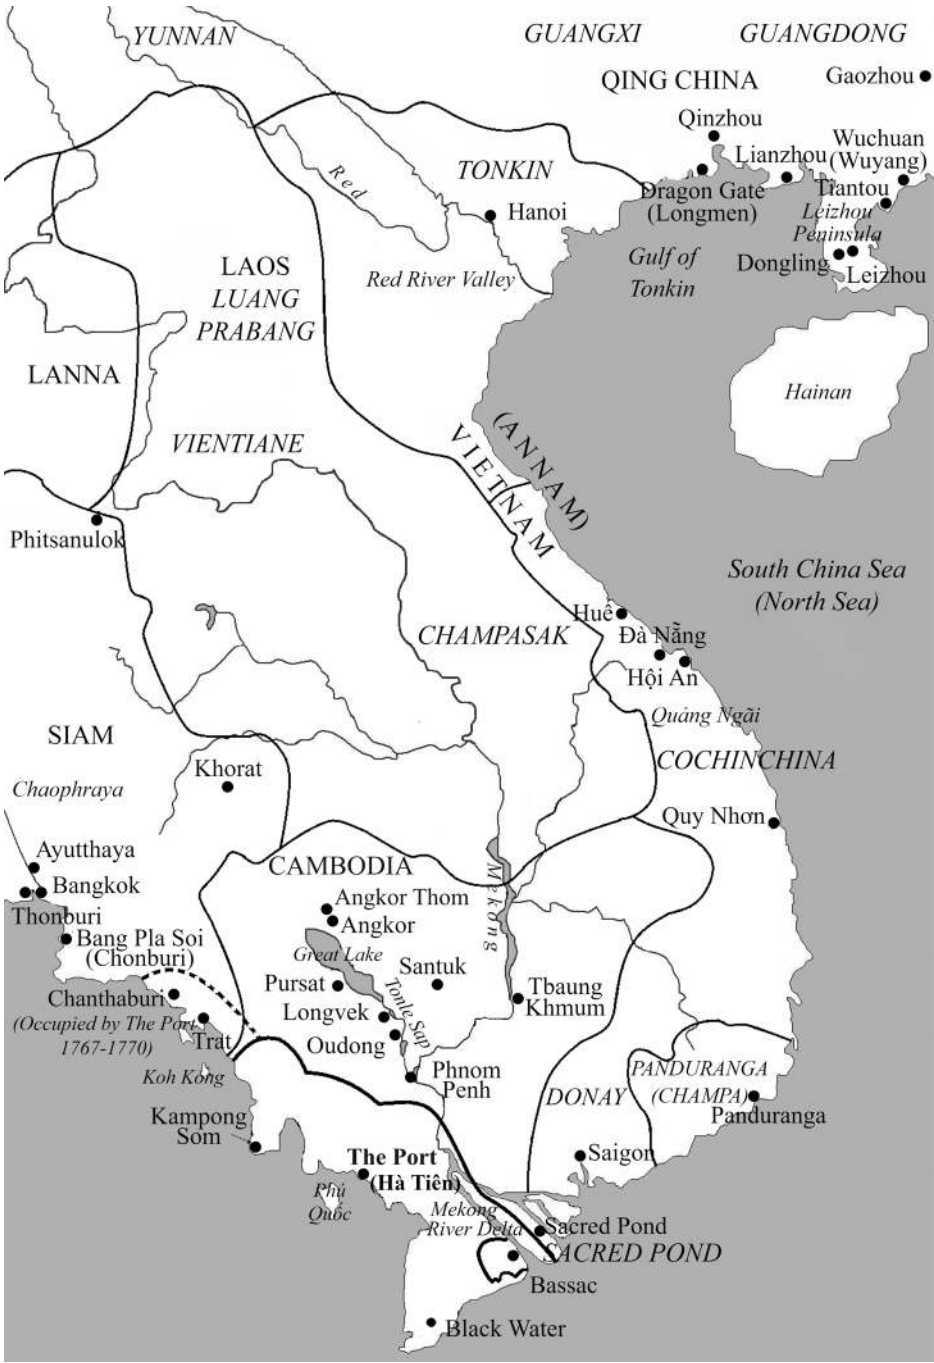 YUNNAN
GUANGXI
GUANGDONG
QING CHINA
Gaozhou
Qinzhou
Wuchuan
(Wuyang)
Lianzhou
TONKIN
Red
Dragon Gate
(Longmen)
Tiantou
Hanoi
Leizhou
Peninsula
Gulf of
Tonkin
Dongling
Leizhou
LAOS
LUANG
PRABANG
Red River Valley
LANNA
Hainan
VIENTIANE
VIETNAM
(ANNAM)
Phitsanulok
South China Sea
(North Sea)
Huê
CHAMPASAK
Đà Nẵng
Hội An
Quảng Ngãi
SIAM
COCHINCHINA
Khorat
Chaophraya
Quy Nhơn
Ayutthaya
CAMBODIA
Mekong
Bangkok
Thonburi
Angkor Thom
Angkor
Bang Pla Soi
(Chonburi)
Great Lake
Santuk
Pursat
Tonle Sap
Tbaung
Khmum
Chanthaburi
(Occupied by The Port
1767-1770)
Longvek
Trat
Oudong
Koh Kong
Phnom
Penh
PANDURANGA
(CHAMPA)
DONAY
Panduranga
Kampong
Som
The Port
(Hà Tiên)
Saigon
Phú
Quốc
Mekong
River Delta
Sacred Pond
SACRED POND
Bassac
Black Water